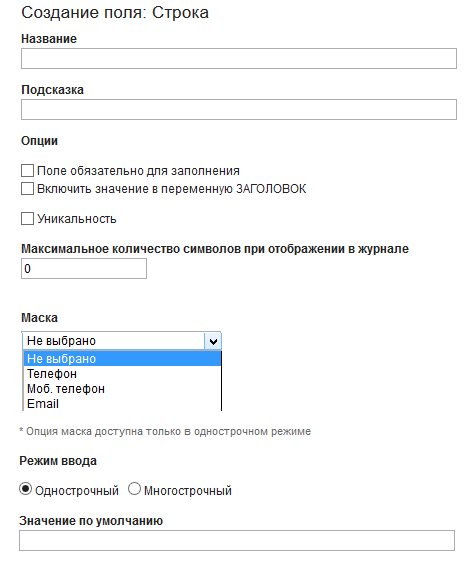 Создание поля: Строка
Название
Подсказка
Опции
Поле обязательно для заполнения
Включить значение в переменную ЗАГОЛОВОК
Уникальность
Максимальное количество символов при отображении в журнале
0
Маска
Не выбрано
Не выбрано
Телефон
Моб. телефон
Email
* Опция маска доступна только в однострочном режиме
Режим ввода
Однострочный Многострочный
Значение по умолчанию